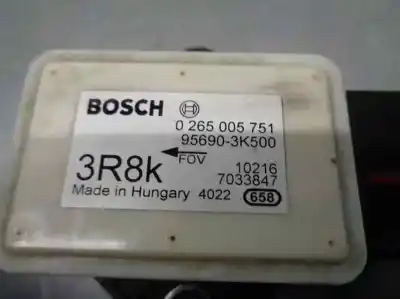 BOSCH
0 265 005 751
95690-3K500
3R8k
FOV
10216
7033847
Made in Hungary 4022 658